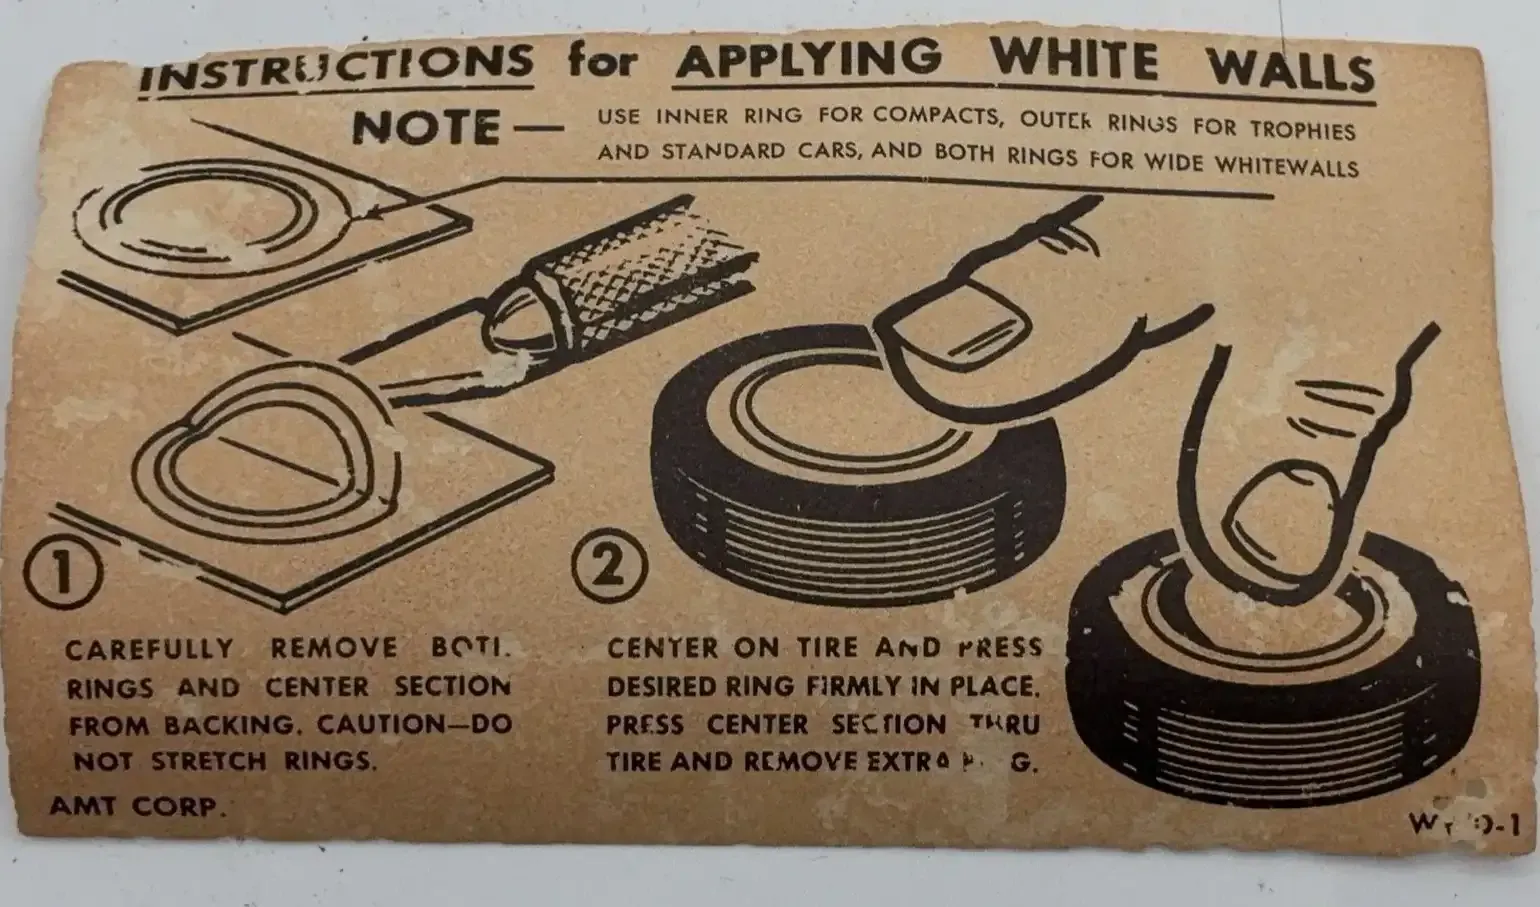 INSTRUCTIONS for APPLYING WHITE WALLS
NOTE — USE INNER RING FOR COMPACTS, OUTER RINGS FOR TROPHIES
AND STANDARD CARS, AND BOTH RINGS FOR WIDE WHITEWALLS
1
CAREFULLY REMOVE BOTH
RINGS AND CENTER SECTION
FROM BACKING. CAUTION—DO
NOT STRETCH RINGS.
2
CENTER ON TIRE AND PRESS
DESIRED RING FIRMLY IN PLACE.
PRESS CENTER SECTION THRU
TIRE AND REMOVE EXTRA
AMT CORP.